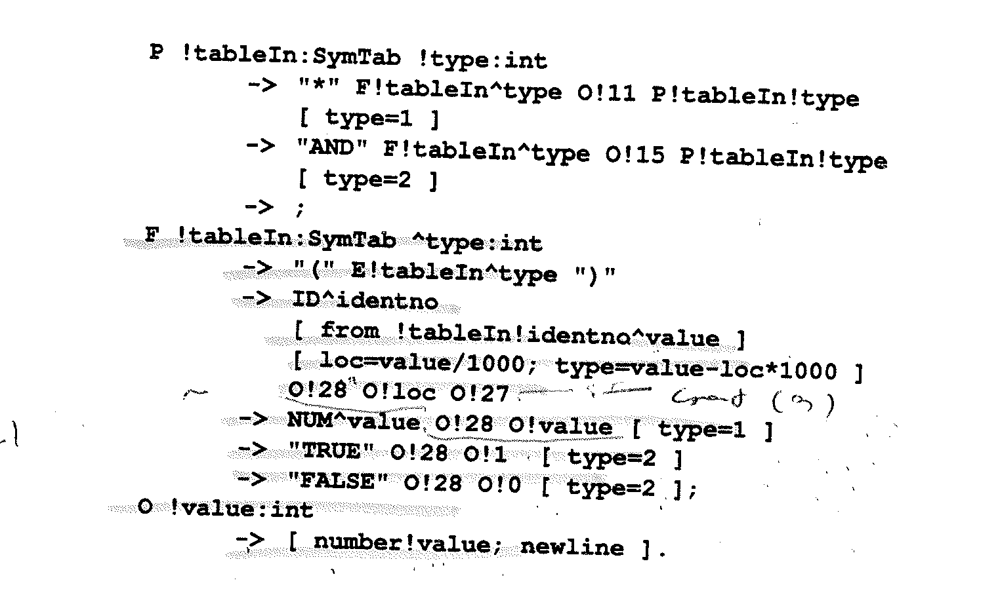 P !tableIn:SymTab !type:int
-> "*" F!tableIn^type O!11 P!tableIn!type
[ type=1 ]
-> "AND" F!tableIn^type O!15 P!tableIn!type
[ type=2 ]
-> ;
F !tableIn:SymTab ^type:int
-> "(" E!tableIn^type ")"
-> ID^identno
[ from !tableIn!identno^value ]
[ loc=value/1000; type=value-loc*1000 ]
O!28 O!loc O!27
-> NUM^value O!28 O!value [ type=1 ]
-> "TRUE" O!28 O!1 [ type=2 ]
-> "FALSE" O!28 O!0 [ type=2 ];
O !value:int
-> [ number!value; newline ].